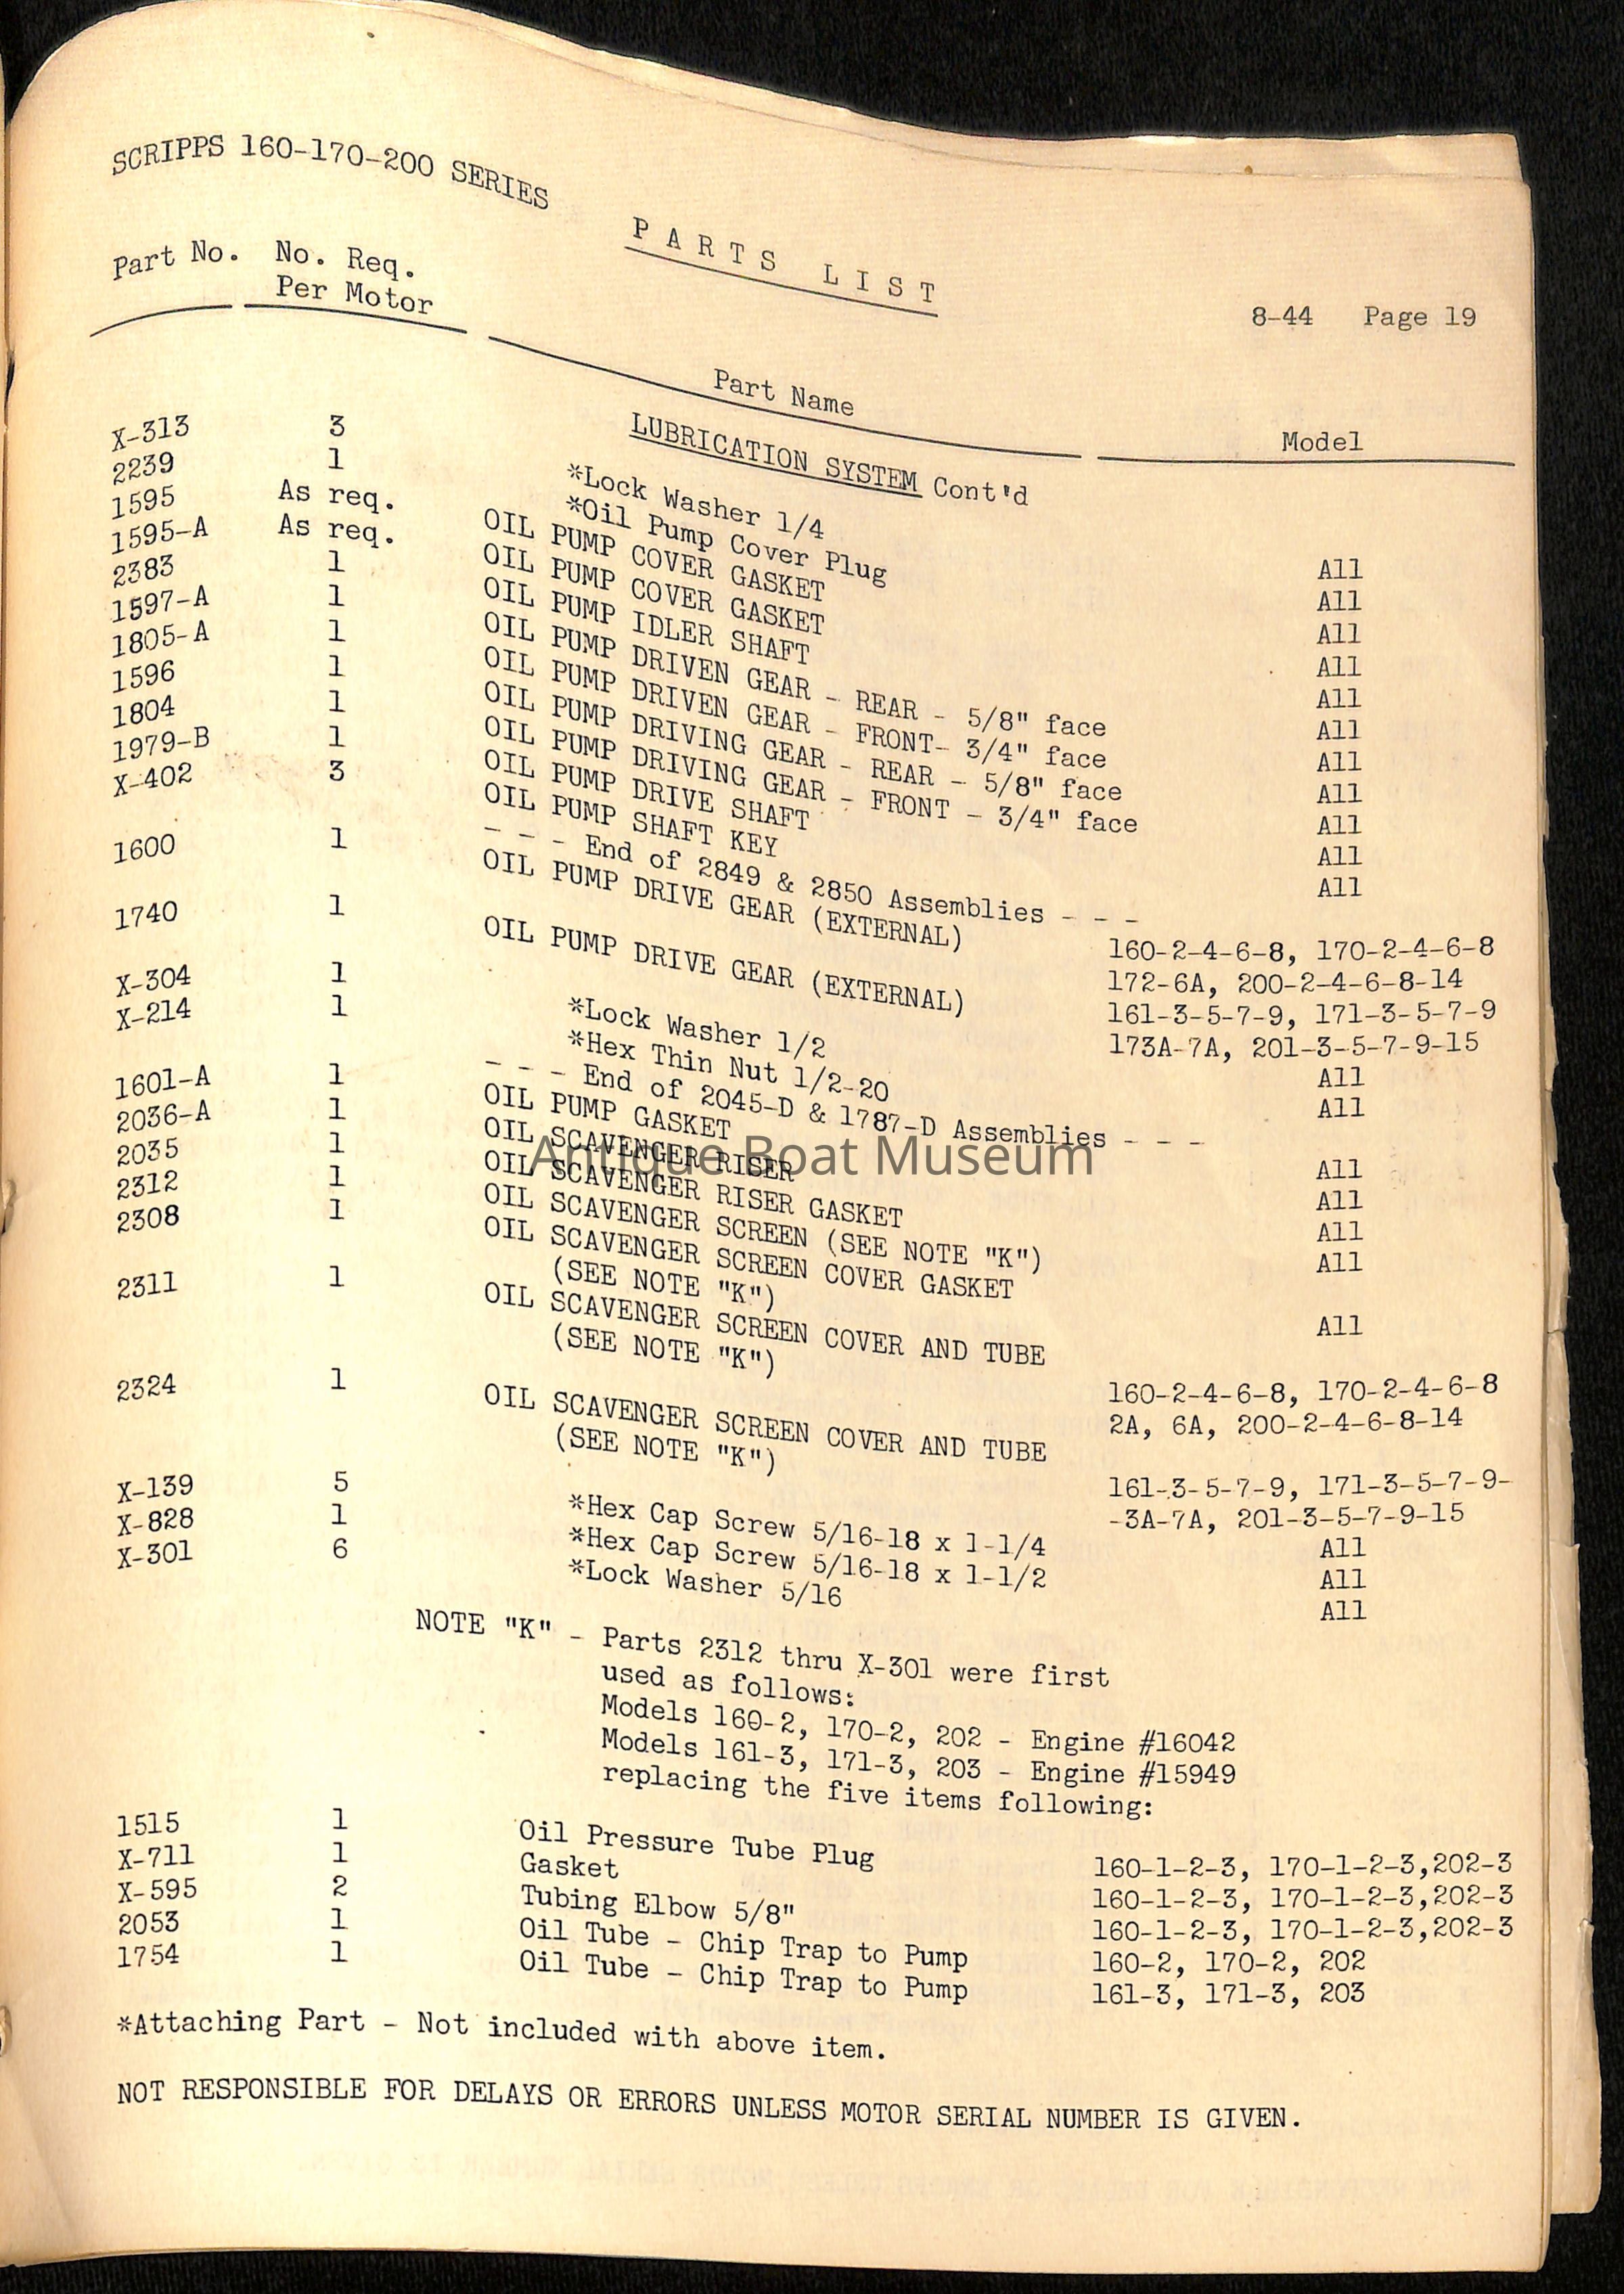 SCRIPPS 160-170-200 SERIES
PARTS LIST
8-44 Page 19
Part No. No. Req. Per Motor Part Name Model
LUBRICATION SYSTEM Cont'd
X-313 3 *Lock Washer 1/4 All
2239 1 *Oil Pump Cover Plug All
1595 As req. OIL PUMP COVER GASKET All
1595-A As req. OIL PUMP COVER GASKET All
2383 1 OIL PUMP IDLER SHAFT All
1597-A 1 OIL PUMP DRIVEN GEAR - REAR - 5/8" face All
1805-A 1 OIL PUMP DRIVEN GEAR - FRONT- 3/4" face All
1596 1 OIL PUMP DRIVING GEAR - REAR - 5/8" face All
1804 1 OIL PUMP DRIVING GEAR - FRONT - 3/4" face All
1979-B 1 OIL PUMP DRIVE SHAFT All
X-402 3 OIL PUMP SHAFT KEY All
- - - End of 2849 & 2850 Assemblies - - -
1600 1 OIL PUMP DRIVE GEAR (EXTERNAL) 160-2-4-6-8, 170-2-4-6-8
172-6A, 200-2-4-6-8-14
1740 1 OIL PUMP DRIVE GEAR (EXTERNAL) 161-3-5-7-9, 171-3-5-7-9
173A-7A, 201-3-5-7-9-15
X-304 1 *Lock Washer 1/2 All
X-214 1 *Hex Thin Nut 1/2-20 All
- - - End of 2045-D & 1787-D Assemblies - - -
1601-A 1 OIL PUMP GASKET All
2036-A 1 OIL SCAVENGER RISER All
2035 1 OIL SCAVENGER RISER GASKET All
2312 1 OIL SCAVENGER SCREEN (SEE NOTE "K") All
2308 1 OIL SCAVENGER SCREEN COVER GASKET
(SEE NOTE "K") All
2311 1 OIL SCAVENGER SCREEN COVER AND TUBE
(SEE NOTE "K") 160-2-4-6-8, 170-2-4-6-8
2A, 6A, 200-2-4-6-8-14
2324 1 OIL SCAVENGER SCREEN COVER AND TUBE
(SEE NOTE "K") 161-3-5-7-9, 171-3-5-7-9-
-3A-7A, 201-3-5-7-9-15
X-139 5 *Hex Cap Screw 5/16-18 x 1-1/4 All
X-828 1 *Hex Cap Screw 5/16-18 x 1-1/2 All
X-301 6 *Lock Washer 5/16 All
NOTE "K" - Parts 2312 thru X-301 were first
used as follows:
Models 160-2, 170-2, 202 - Engine #16042
Models 161-3, 171-3, 203 - Engine #15949
replacing the five items following:
1515 1 Oil Pressure Tube Plug 160-1-2-3, 170-1-2-3,202-3
X-711 1 Gasket 160-1-2-3, 170-1-2-3,202-3
X-595 2 Tubing Elbow 5/8" 160-1-2-3, 170-1-2-3,202-3
2053 1 Oil Tube - Chip Trap to Pump 160-2, 170-2, 202
1754 1 Oil Tube - Chip Trap to Pump 161-3, 171-3, 203
*Attaching Part - Not included with above item.
NOT RESPONSIBLE FOR DELAYS OR ERRORS UNLESS MOTOR SERIAL NUMBER IS GIVEN.
Antique Boat Museum